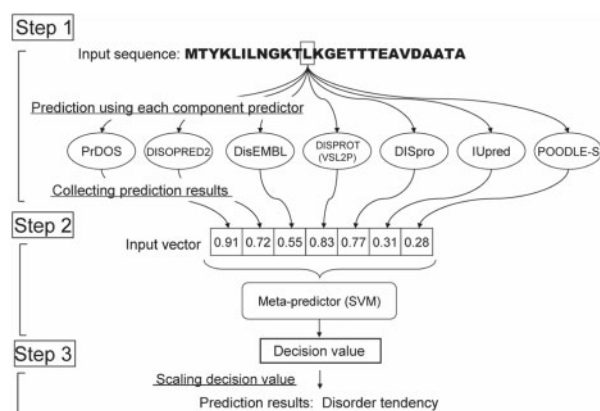 Step 1
Input sequence: MTYKLILNGKTLKGETTTEAVDAATA
Prediction using each component predictor
PrDOS DISOPRED2 DisEMBL DISPROT (VSL2P) DISpro IUpred POODLE-S
Collecting prediction results
Step 2
Input vector 0.91 0.72 0.55 0.83 0.77 0.31 0.28
Meta-predictor (SVM)
Decision value
Step 3
Scaling decision value
Prediction results: Disorder tendency